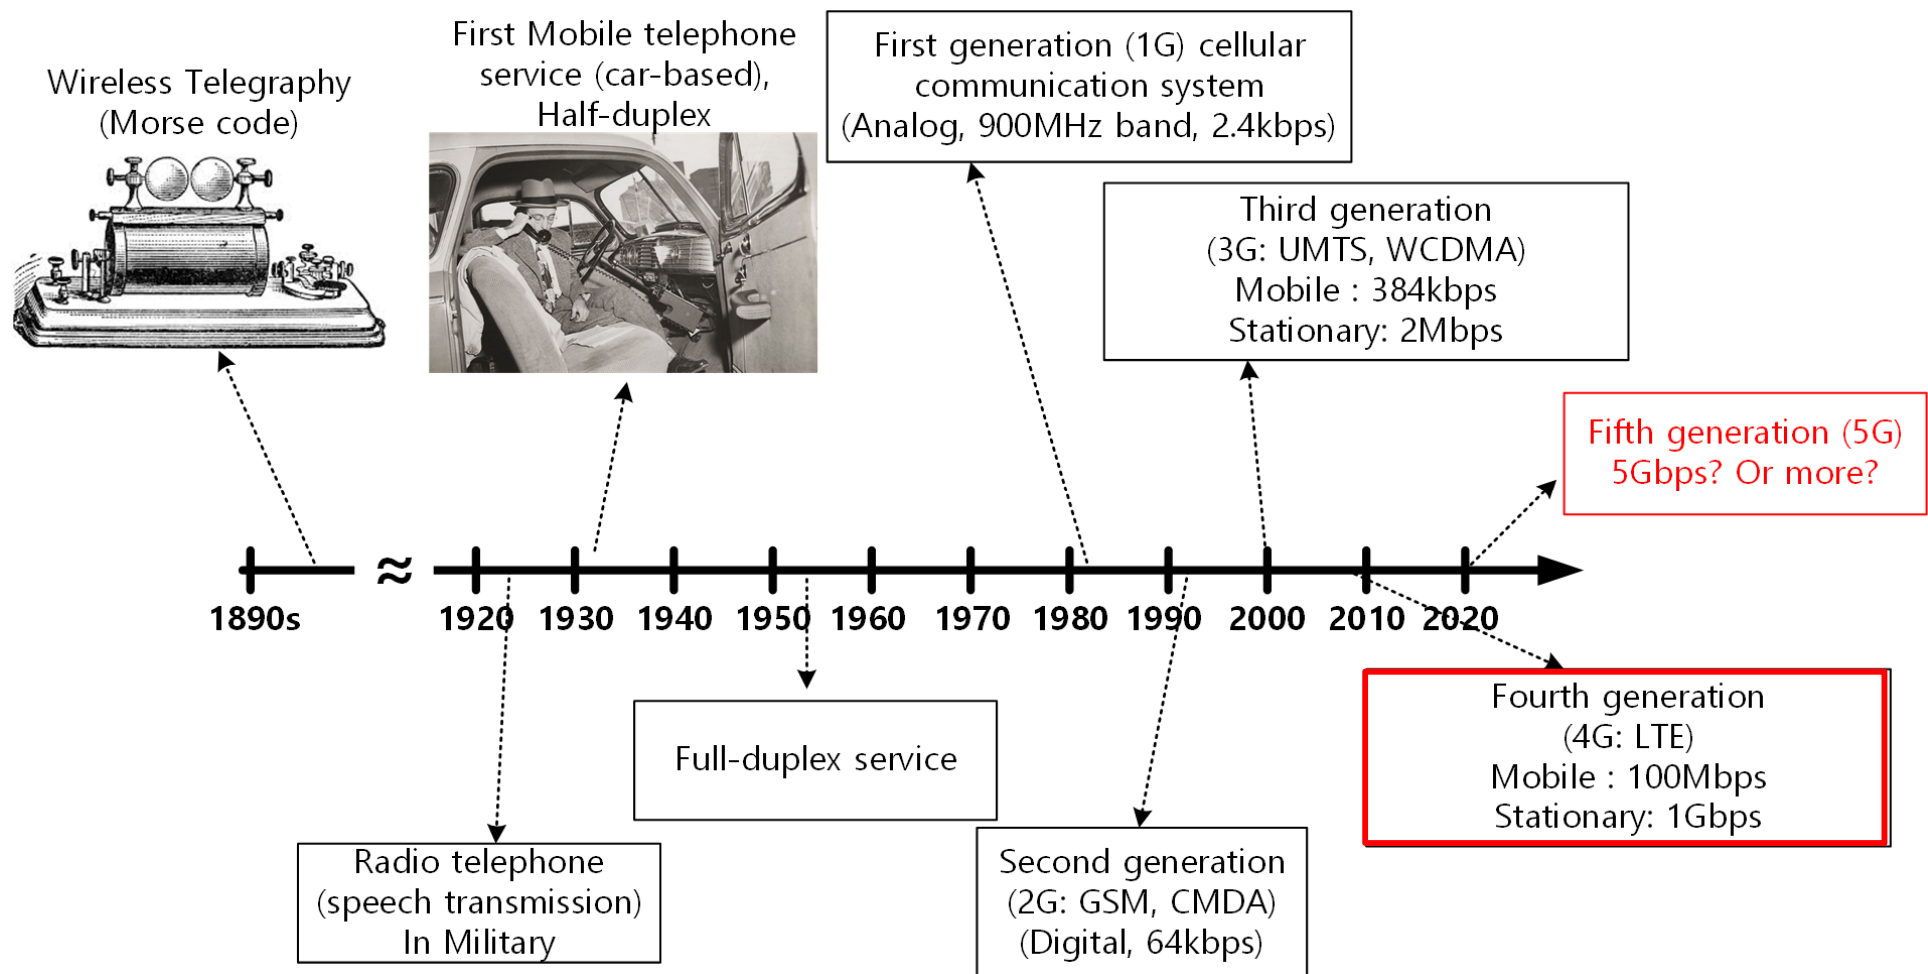 Wireless Telegraphy
(Morse code)
First Mobile telephone
service (car-based),
Half-duplex
First generation (1G) cellular
communication system
(Analog, 900MHz band, 2.4kbps)
Third generation
(3G: UMTS, WCDMA)
Mobile : 384kbps
Stationary: 2Mbps
Fifth generation (5G)
5Gbps? Or more?
≈
1890s 1920 1930 1940 1950 1960 1970 1980 1990 2000 2010 2020
Radio telephone
(speech transmission)
In Military
Full-duplex service
Second generation
(2G: GSM, CMDA)
(Digital, 64kbps)
Fourth generation
(4G: LTE)
Mobile : 100Mbps
Stationary: 1Gbps